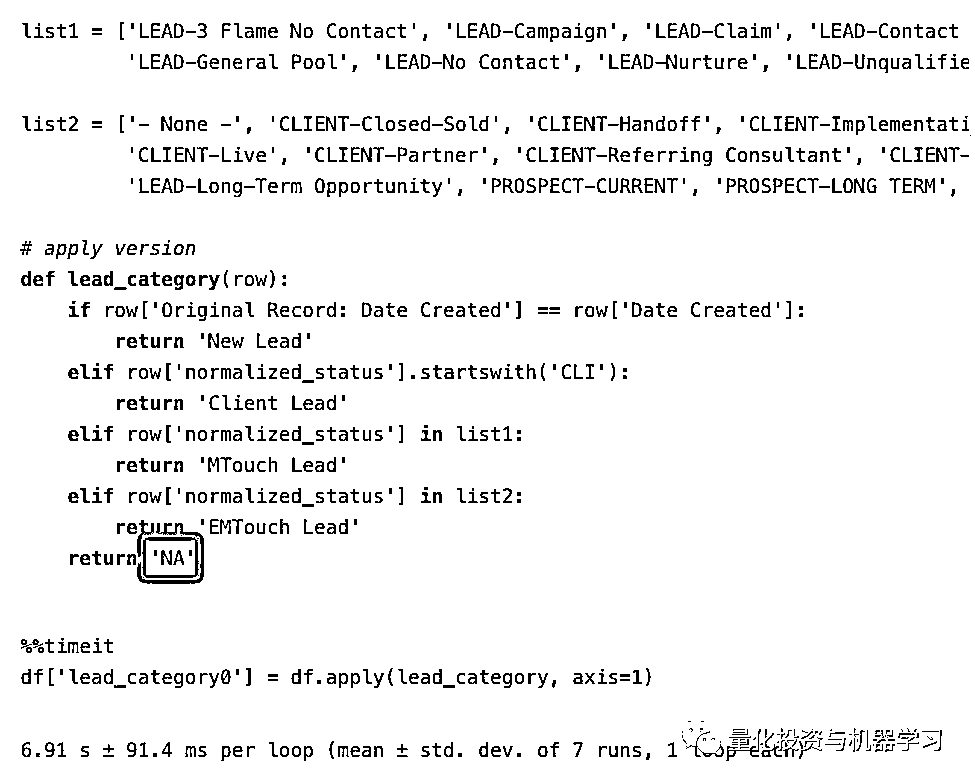 list1 = ['LEAD-3 Flame No Contact', 'LEAD-Campaign', 'LEAD-Claim', 'LEAD-Contact
'LEAD-General Pool', 'LEAD-No Contact', 'LEAD-Nurture', 'LEAD-Unqualifie
list2 = ['- None -', 'CLIENT-Closed-Sold', 'CLIENT-Handoff', 'CLIENT-Implementati
'CLIENT-Live', 'CLIENT-Partner', 'CLIENT-Referring Consultant', 'CLIENT-
'LEAD-Long-Term Opportunity', 'PROSPECT-CURRENT', 'PROSPECT-LONG TERM',
# apply version
def lead_category(row):
if row['Original Record: Date Created'] == row['Date Created']:
return 'New Lead'
elif row['normalized_status'].startswith('CLI'):
return 'Client Lead'
elif row['normalized_status'] in list1:
return 'MTouch Lead'
elif row['normalized_status'] in list2:
return 'EMTouch Lead'
return 'NA'
%%timeit
df['lead_category0'] = df.apply(lead_category, axis=1)
6.91 s ± 91.4 ms per loop (mean ± std. dev. of 7 runs, 1 loop each)
量化投资与机器学习